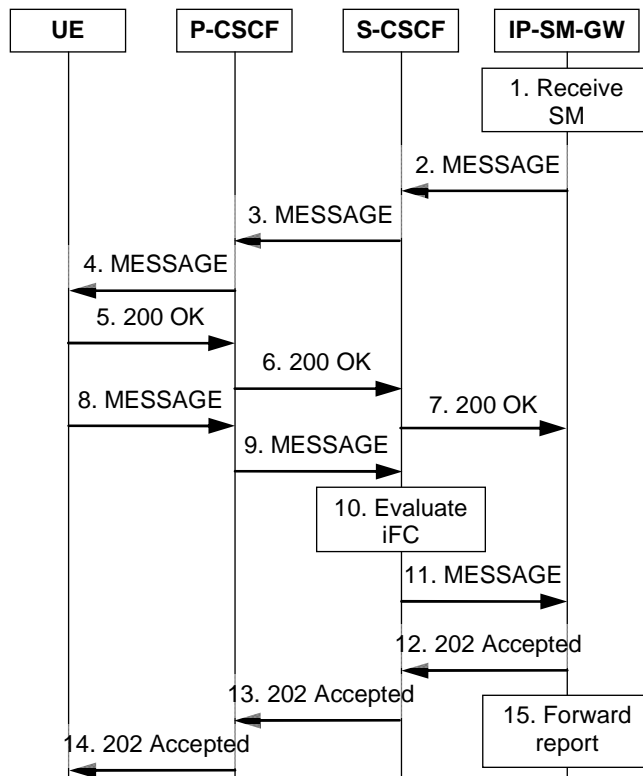 UE P-CSCF S-CSCF IP-SM-GW
1. Receive
SM
2. MESSAGE
3. MESSAGE
4. MESSAGE
5. 200 OK
6. 200 OK
8. MESSAGE
7. 200 OK
9. MESSAGE
10. Evaluate
iFC
11. MESSAGE
12. 202 Accepted
13. 202 Accepted
15. Forward
report
14. 202 Accepted